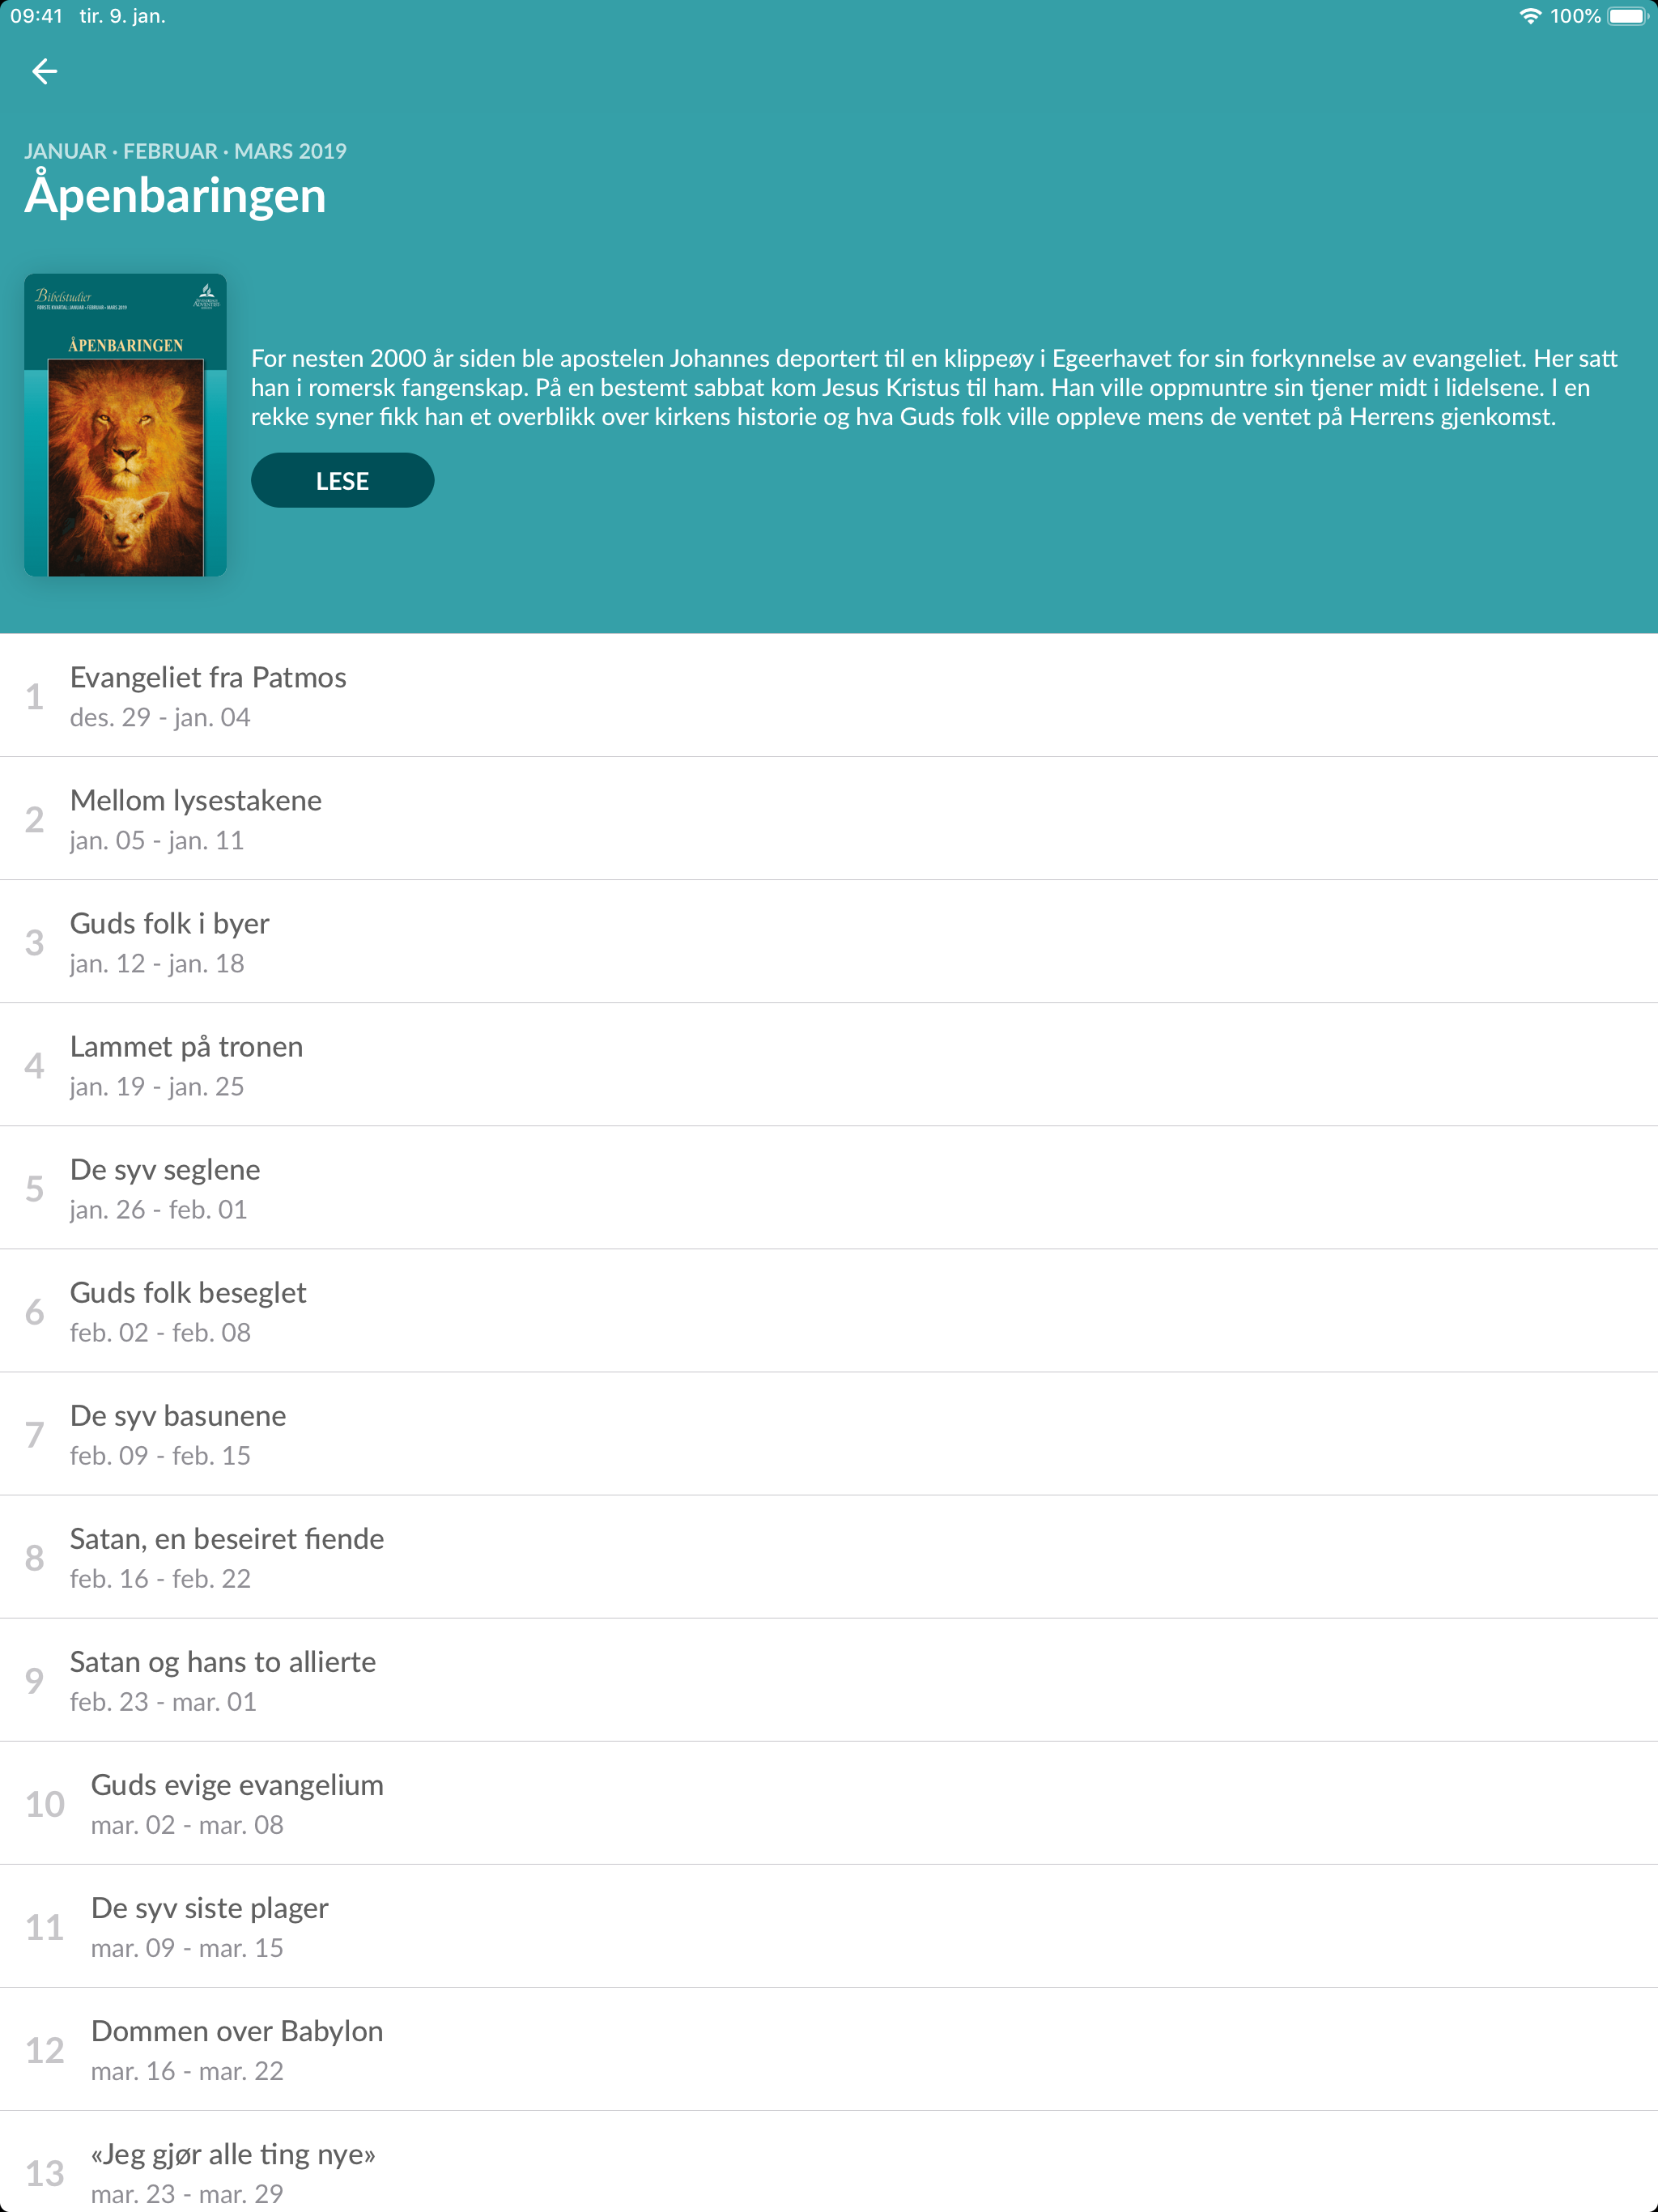 09:41 tir. 9. jan.
100%
JANUAR · FEBRUAR · MARS 2019
Åpenbaringen
Bibelstudier
FØRSTE KVARTAL: JANUAR • FEBRUAR • MARS 2019
ÅPENBARINGEN
For nesten 2000 år siden ble apostelen Johannes deportert til en klippeøy i Egeerhavet for sin forkynnelse av evangeliet. Her satt
han i romersk fangenskap. På en bestemt sabbat kom Jesus Kristus til ham. Han ville oppmuntre sin tjener midt i lidelsene. I en
rekke syner fikk han et overblikk over kirkens historie og hva Guds folk ville oppleve mens de ventet på Herrens gjenkomst.
LESE
1
Evangeliet fra Patmos
des. 29 - jan. 04
2
Mellom lysestakene
jan. 05 - jan. 11
3
Guds folk i byer
jan. 12 - jan. 18
4
Lammet på tronen
jan. 19 - jan. 25
5
De syv seglene
jan. 26 - feb. 01
6
Guds folk beseglet
feb. 02 - feb. 08
7
De syv basunene
feb. 09 - feb. 15
8
Satan, en beseiret fiende
feb. 16 - feb. 22
9
Satan og hans to allierte
feb. 23 - mar. 01
10
Guds evige evangelium
mar. 02 - mar. 08
11
De syv siste plager
mar. 09 - mar. 15
12
Dommen over Babylon
mar. 16 - mar. 22
13
«Jeg gjør alle ting nye»
mar. 23 - mar. 29